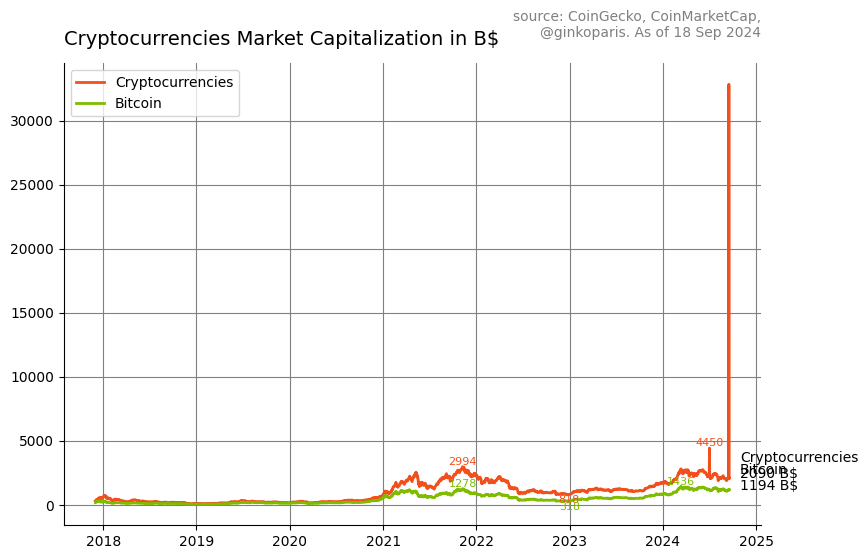 source: CoinGecko, CoinMarketCap,
@ginkoparis. As of 18 Sep 2024
Cryptocurrencies Market Capitalization in B$
Cryptocurrencies
Bitcoin
30000
25000
20000
15000
10000
5000
0
2994
1278
4450
1436
318
Cryptocurrencies
Bitcoin
1194 B$
2018
2019
2020
2021
2022
2023
2024
2025